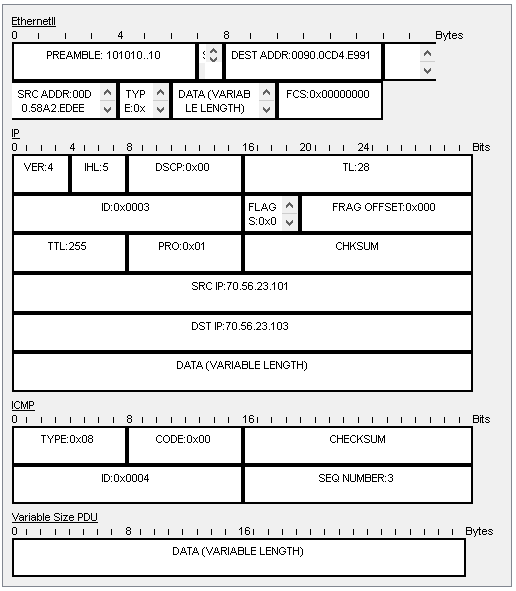 EthernetII
0 4 8 Bytes
PREAMBLE: 101010..10 DEST ADDR:0090.0CD4.E991
SRC ADDR:00D TYP DATA (VARIAB FCS:0x00000000
0.58A2.EDEE E:0x LE LENGTH)
IP
0 4 8 16 20 24 Bits
VER:4 IHL:5 DSCP:0x00 TL:28
ID:0x0003 FLAG FRAG OFFSET:0x000
S:0x0
TTL:255 PRO:0x01 CHKSUM
SRC IP:70.56.23.101
DST IP:70.56.23.103
DATA (VARIABLE LENGTH)
ICMP
0 8 16 Bits
TYPE:0x08 CODE:0x00 CHECKSUM
ID:0x0004 SEQ NUMBER:3
Variable Size PDU
0 8 16 Bytes
DATA (VARIABLE LENGTH)